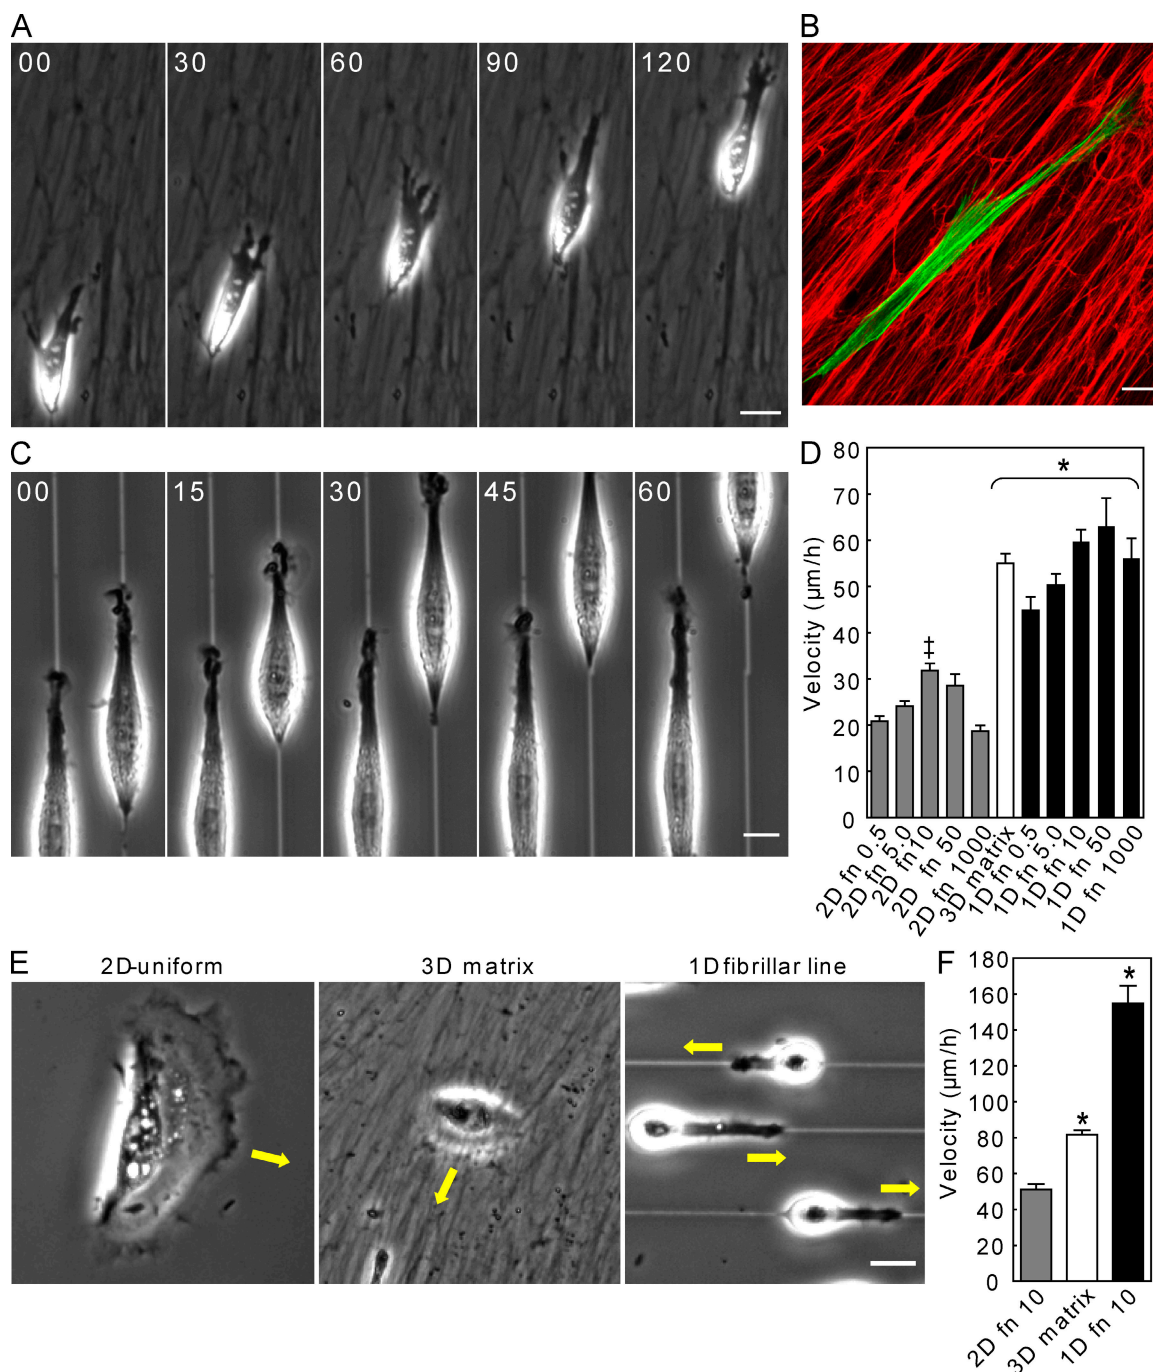 A
00 30 60 90 120
B
C
00 15 30 45 60
D
80
70
60
50
40
30
20
10
0
Velocity (µm/h)
*
‡
2D fn 0.5
2D fn 5.0
2D fn 10
2D fn 50
2D fn 1000
3D matrix
1D fn 0.5
1D fn 5.0
1D fn 10
1D fn 50
1D fn 1000
E
2D-uniform
3D matrix
1D fibrillar line
F
180
160
140
120
100
80
60
40
20
0
Velocity (µm/h)
*
*
2D fn 10
3D matrix
1D fn 10